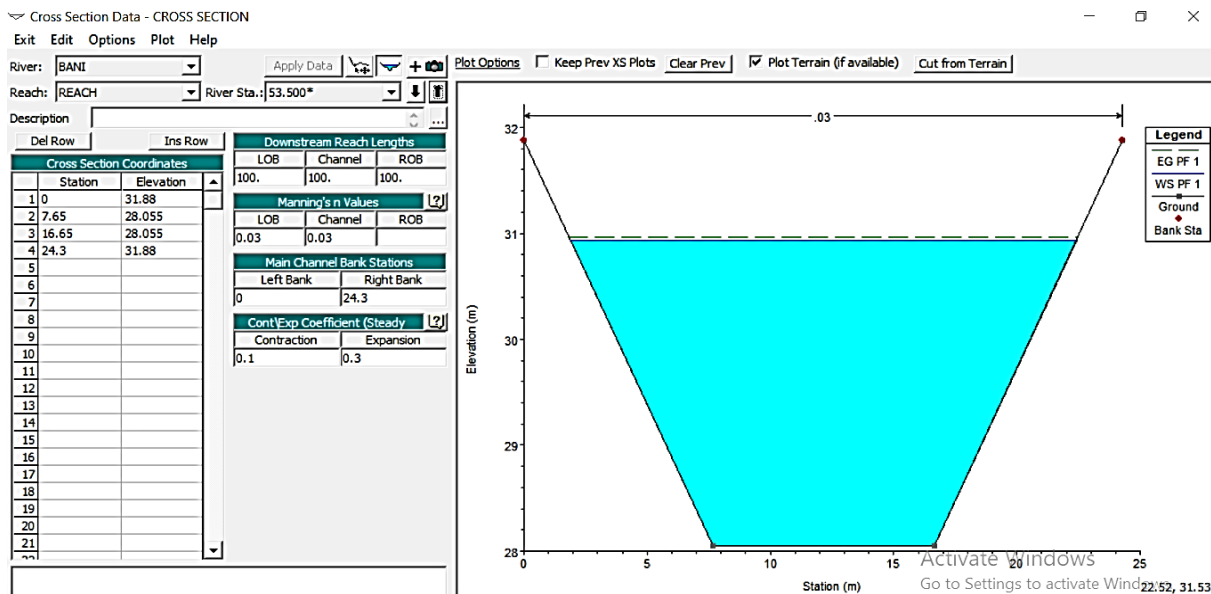 Cross Section Data - CROSS SECTION
Exit Edit Options Plot Help
River: BANI Apply Data + Plot Options Keep Prev XS Plots Clear Prev Plot Terrain (if available) Cut from Terrain
Reach: REACH River Sta.: 53.500*
Description ...
Del Row Ins Row
Cross Section Coordinates
Station Elevation
1 0 31.88
2 7.65 28.055
3 16.65 28.055
4 24.3 31.88
5
6
7
8
9
10
11
12
13
14
15
16
17
18
19
20
21
22
Downstream Reach Lengths
LOB Channel ROB
100. 100. 100.
Manning's n Values ?
LOB Channel ROB
0.03 0.03
Main Channel Bank Stations
Left Bank Right Bank
0 24.3
Cont\Exp Coefficient (Steady ?
Contraction Expansion
0.1 0.3
.03
32
31
30
29
28
Elevation (m)
0 5 10 15 20 25
Station (m)
Legend
EG PF 1
WS PF 1
Ground
Bank Sta
Activate Windows
Go to Settings to activate Windows.
22.52, 31.53